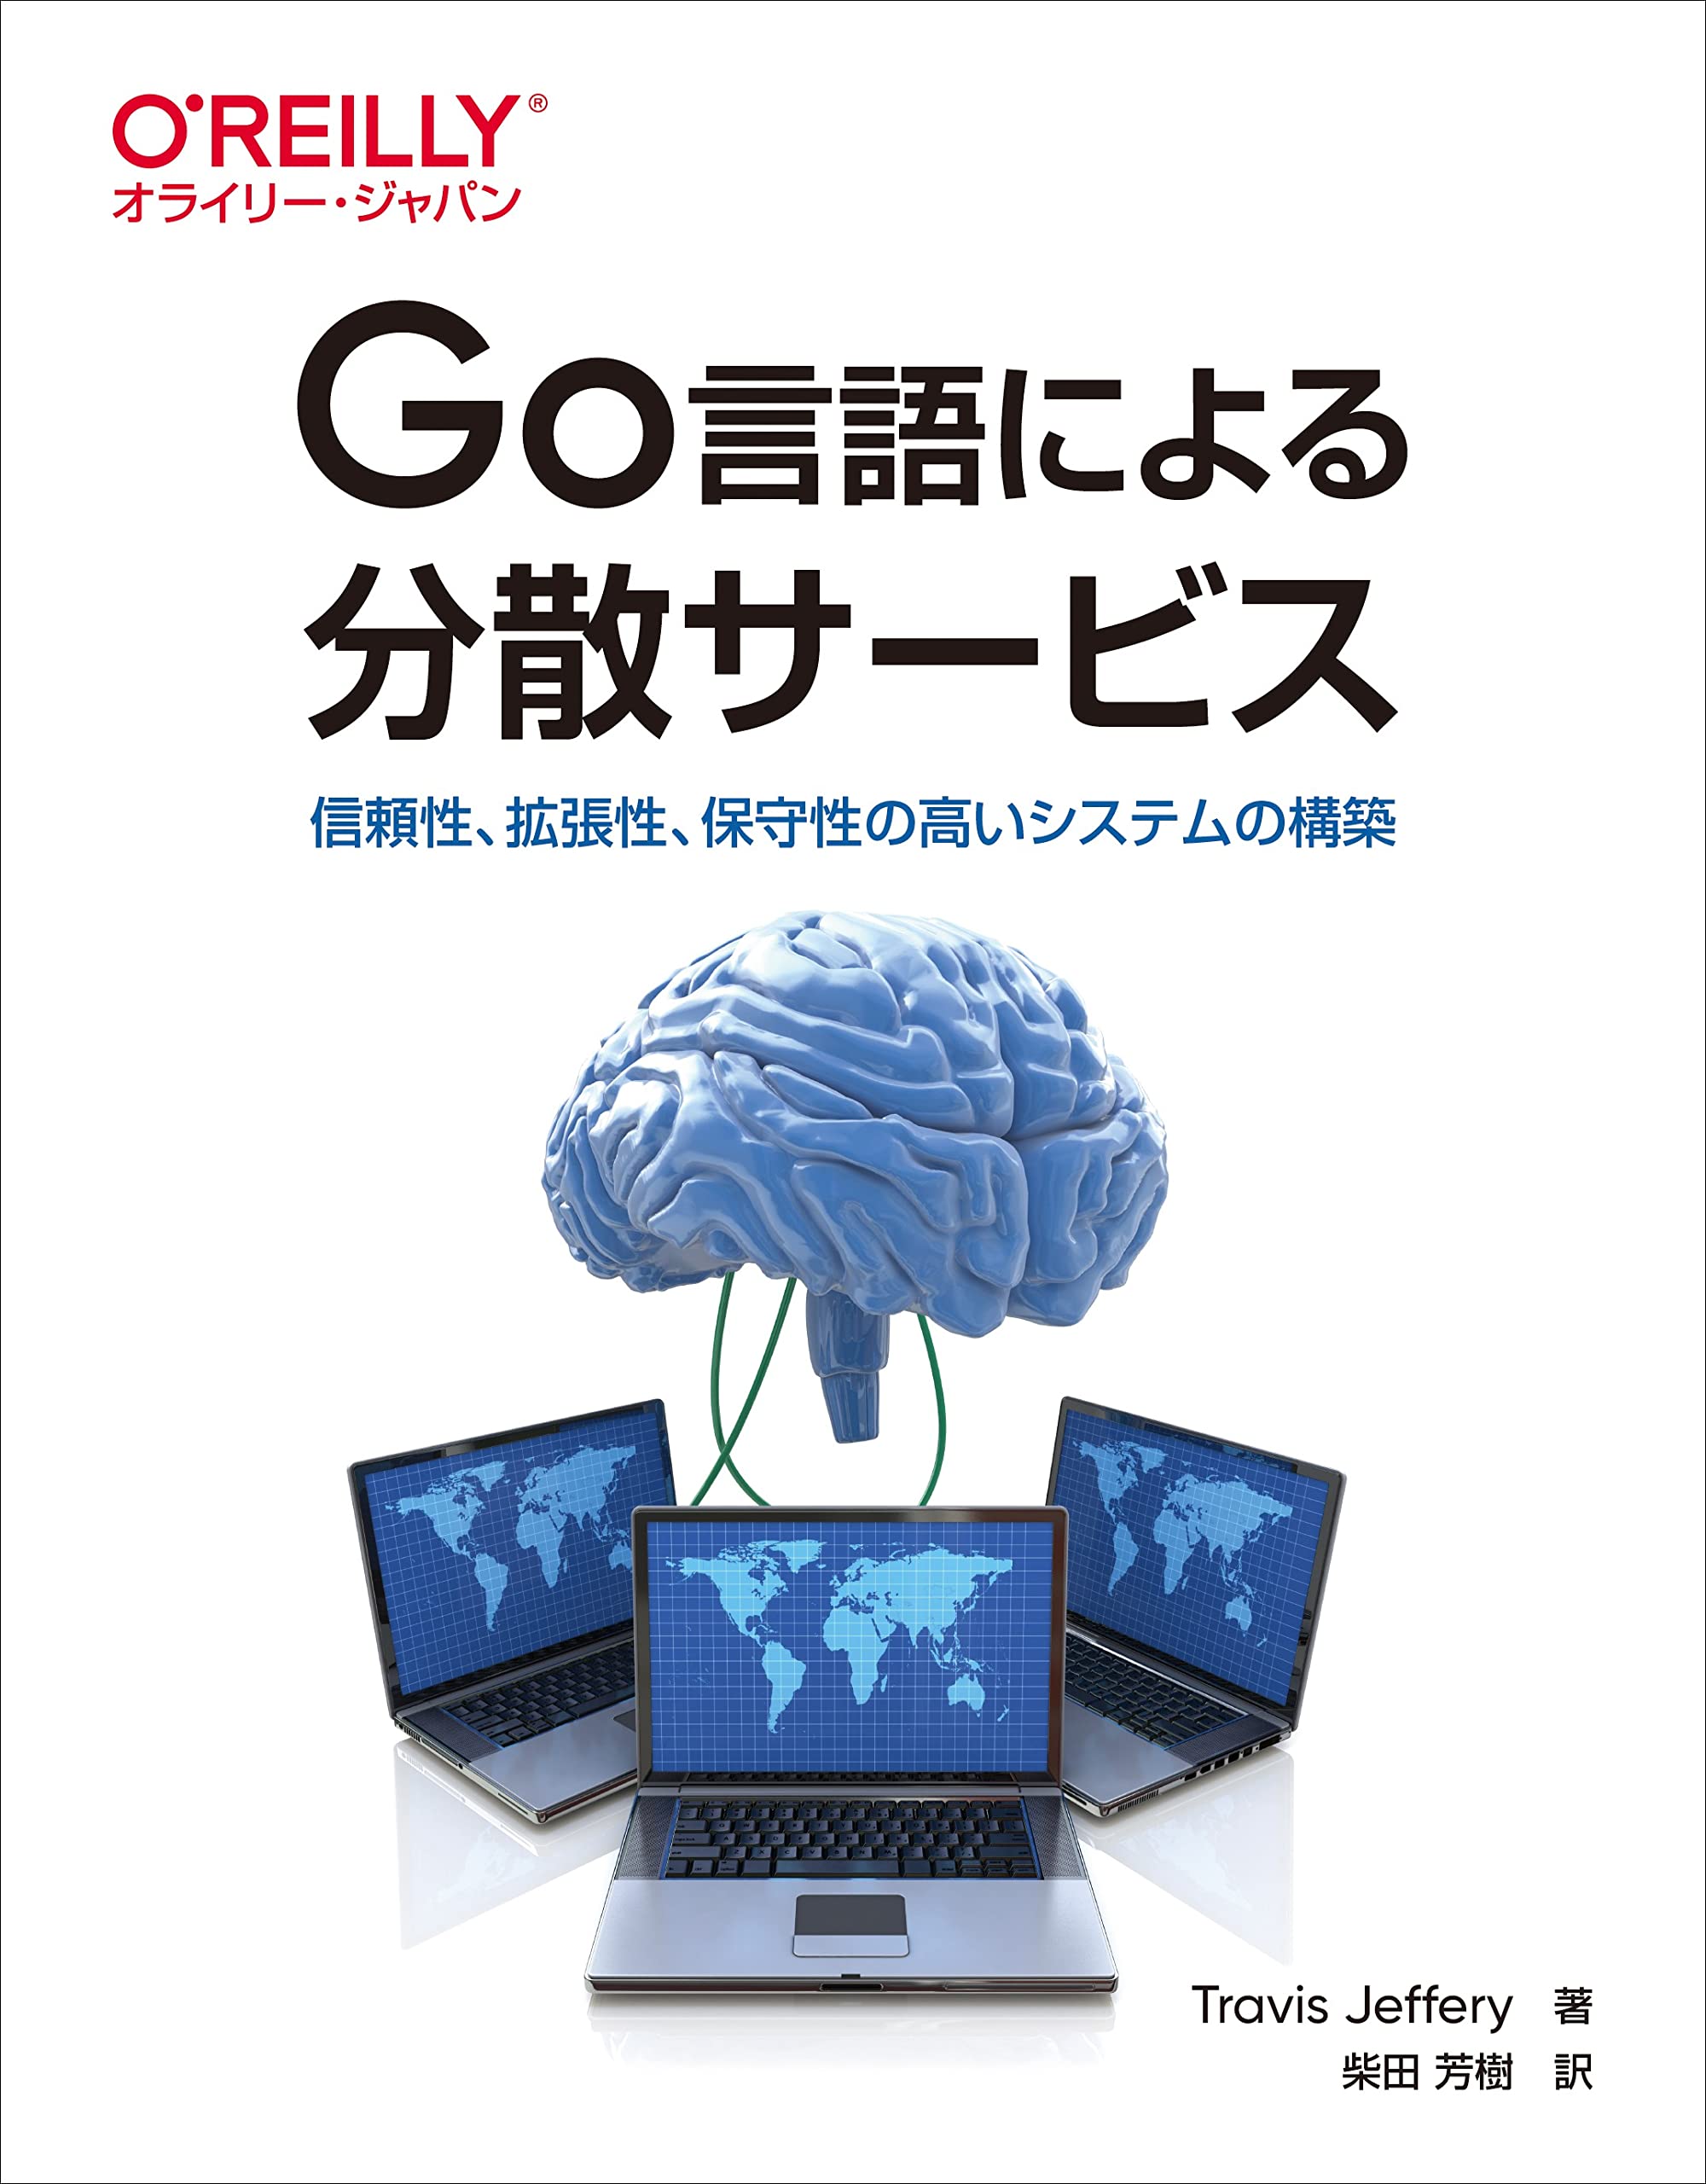 O'REILLY®
オライリー・ジャパン
Go言語による
分散サービス
信頼性、拡張性、保守性の高いシステムの構築
Travis Jeffery 著
柴田 芳樹 訳